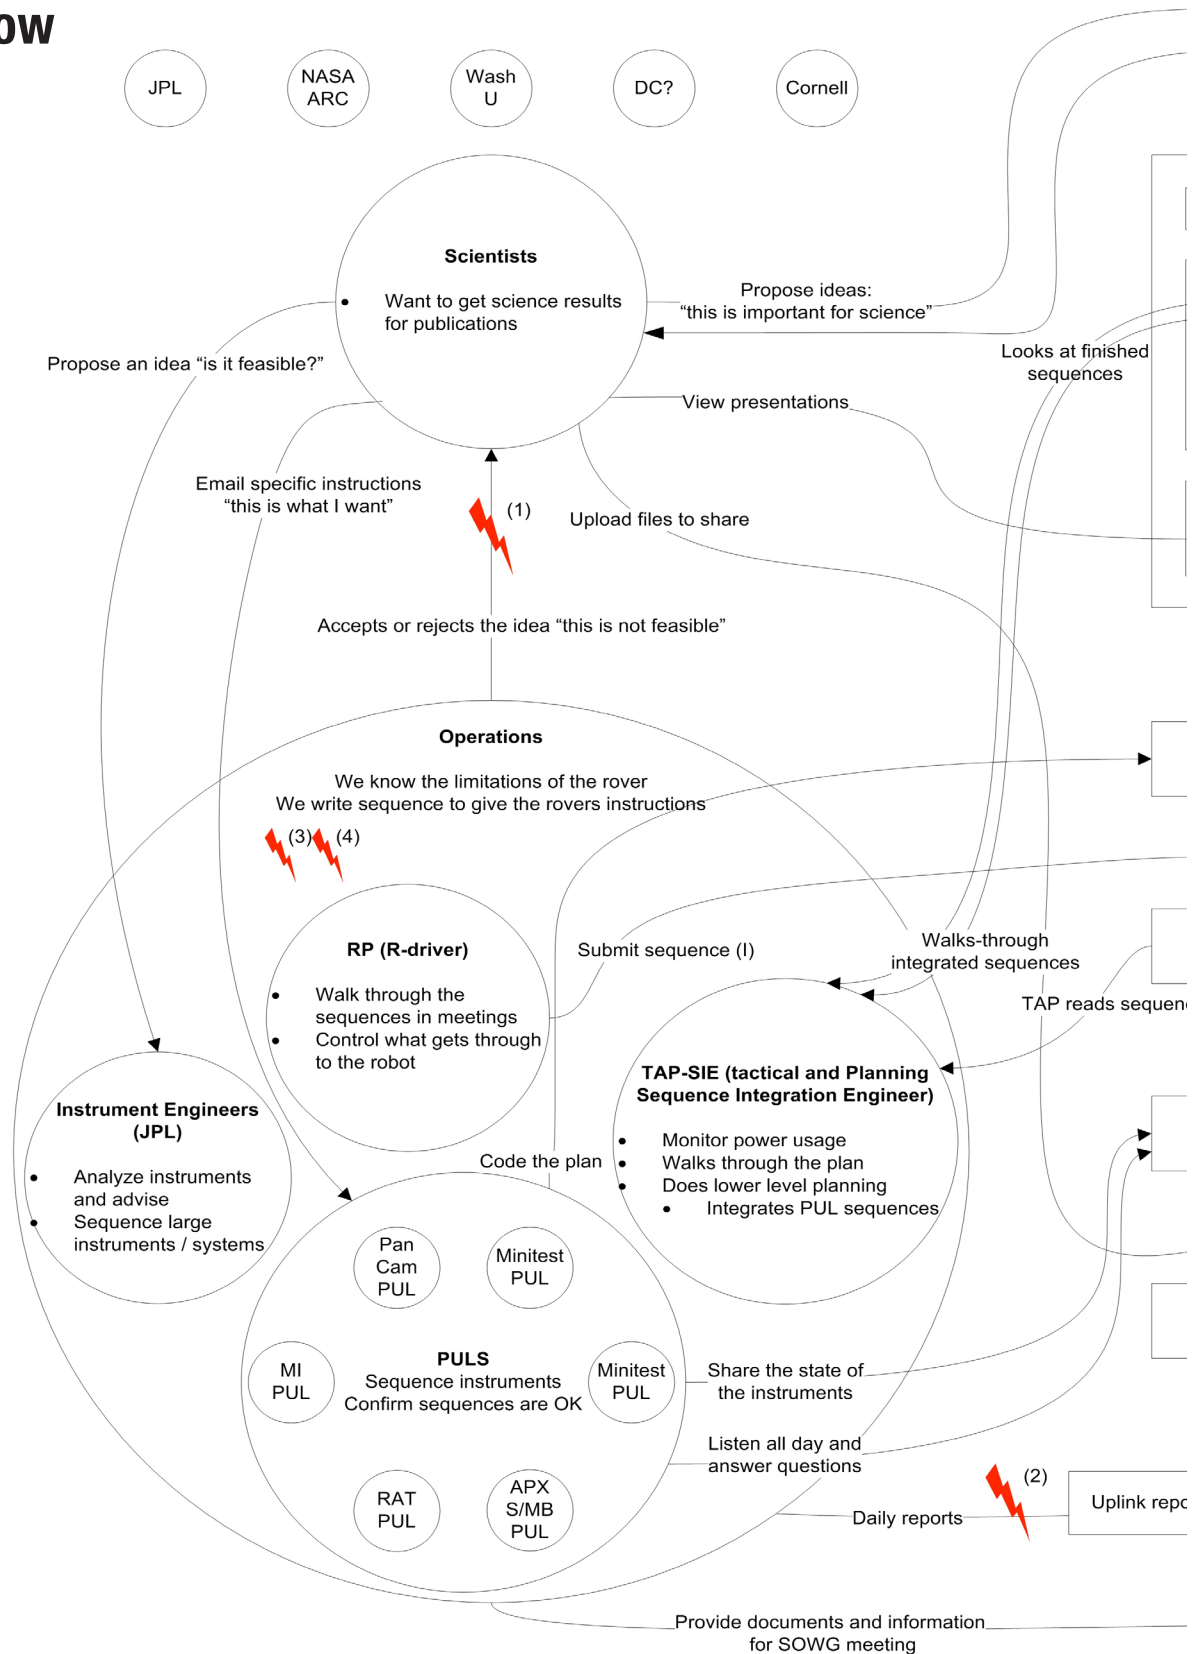 JPL
NASA
ARC
Wash
U
DC?
Cornell
Scientists
Want to get science results
for publications
Propose ideas:
“this is important for science”
Looks at finished
sequences
Propose an idea “is it feasible?”
View presentations
Email specific instructions
“this is what I want”
(1)
Upload files to share
Accepts or rejects the idea “this is not feasible”
Operations
We know the limitations of the rover
We write sequence to give the rovers instructions
(3)
(4)
RP (R-driver)
Walk through the
sequences in meetings
Control what gets through
to the robot
Submit sequence (I)
Walks-through
integrated sequences
TAP reads sequen
TAP-SIE (tactical and Planning
Sequence Integration Engineer)
Monitor power usage
Walks through the plan
Does lower level planning
Integrates PUL sequences
Instrument Engineers
(JPL)
Analyze instruments
and advise
Sequence large
instruments / systems
Code the plan
Pan
Cam
PUL
Minitest
PUL
MI
PUL
PULS
Sequence instruments
Confirm sequences are OK
Minitest
PUL
RAT
PUL
APX
S/MB
PUL
Share the state of
the instruments
Listen all day and
answer questions
(2)
Daily reports
Uplink repo
Provide documents and information
for SOWG meeting